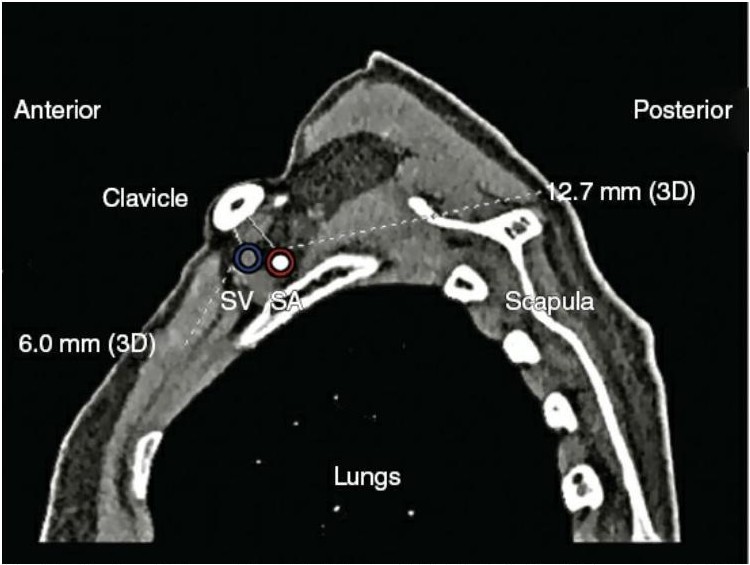 Anterior
Posterior
Clavicle
12.7 mm (3D)
SV
SA
Scapula
6.0 mm (3D)
Lungs